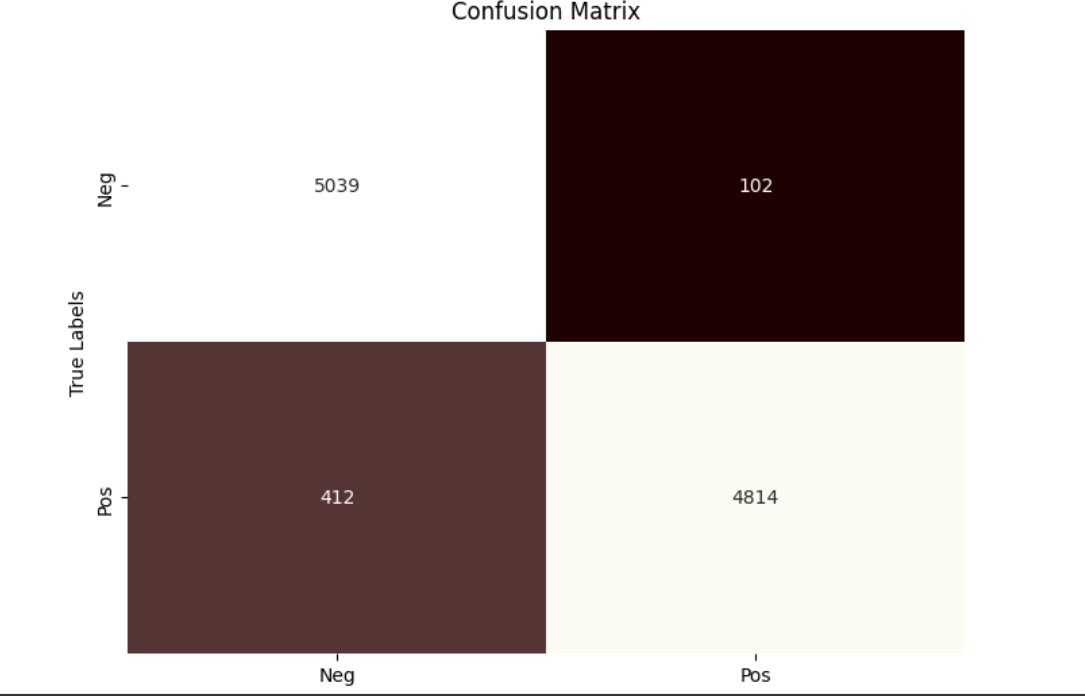 Confusion Matrix
Neg
5039
102
True Labels
Pos
412
4814
Neg
Pos